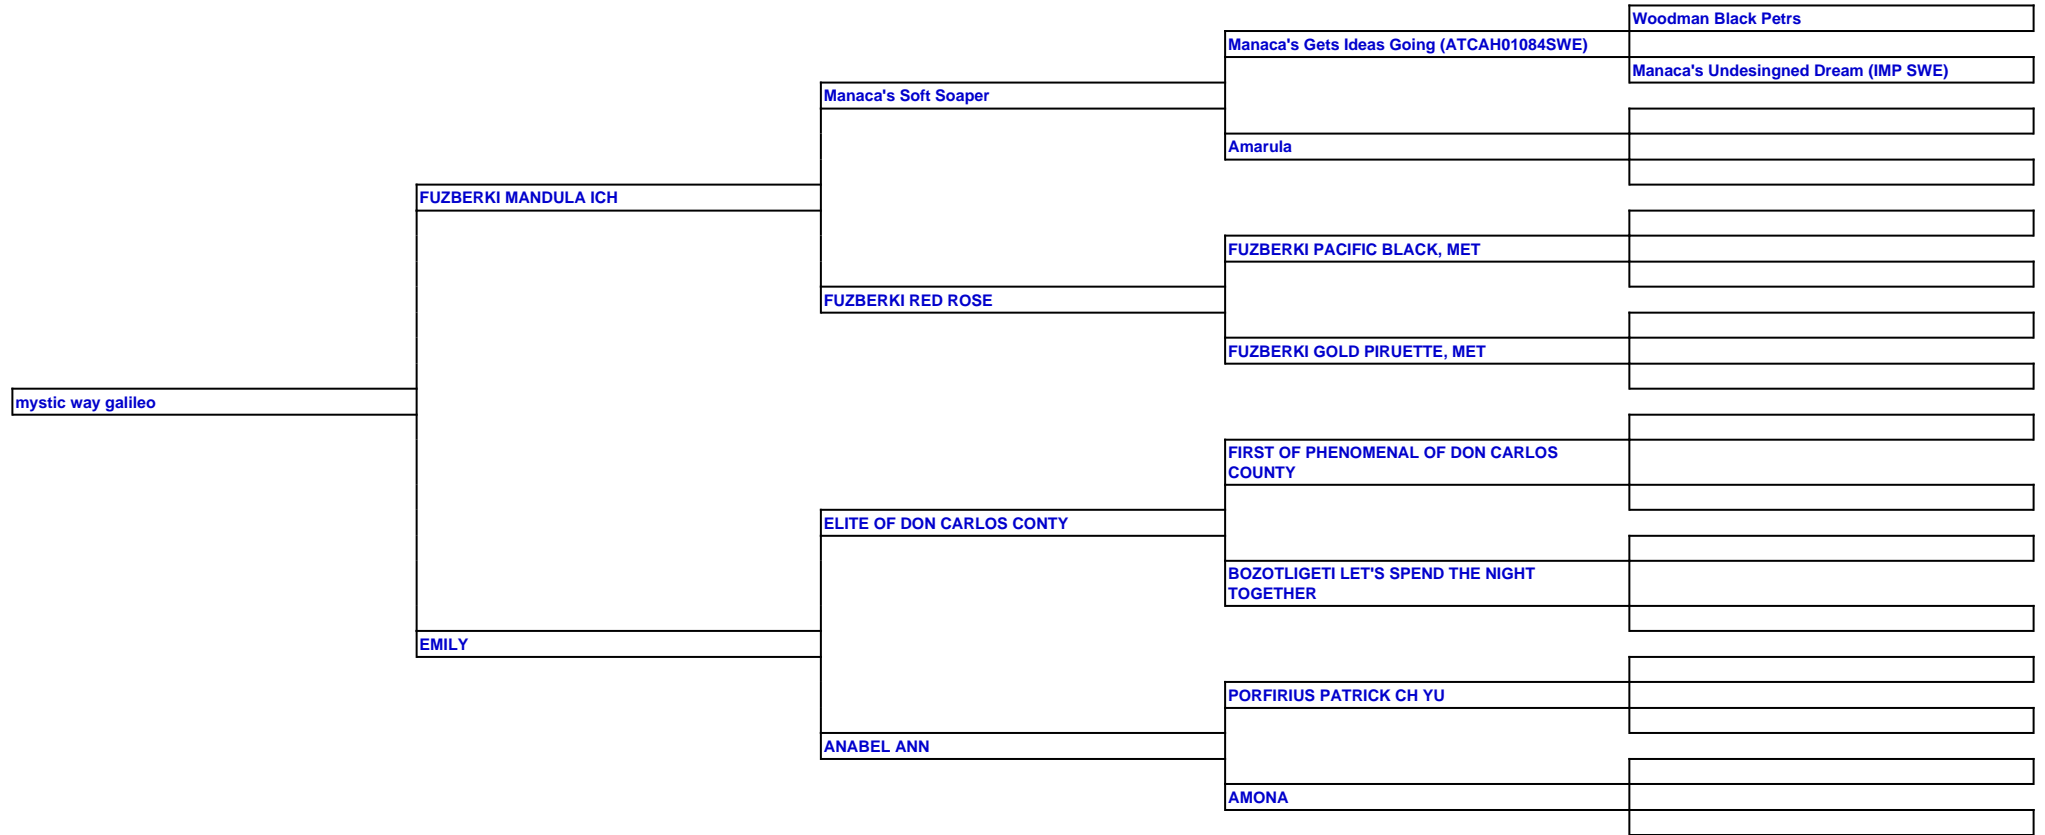 Woodman Black Petrs
Manaca's Gets Ideas Going (ATCAH01084SWE)
Manaca's Undesingned Dream (IMP SWE)
Manaca's Soft Soaper
Amarula
FUZBERKI MANDULA ICH
FUZBERKI PACIFIC BLACK, MET
FUZBERKI RED ROSE
FUZBERKI GOLD PIRUETTE, MET
mystic way galileo
FIRST OF PHENOMENAL OF DON CARLOS
COUNTY
ELITE OF DON CARLOS CONTY
BOZOTLIGETI LET'S SPEND THE NIGHT
TOGETHER
EMILY
PORFIRIUS PATRICK CH YU
ANABEL ANN
AMONA